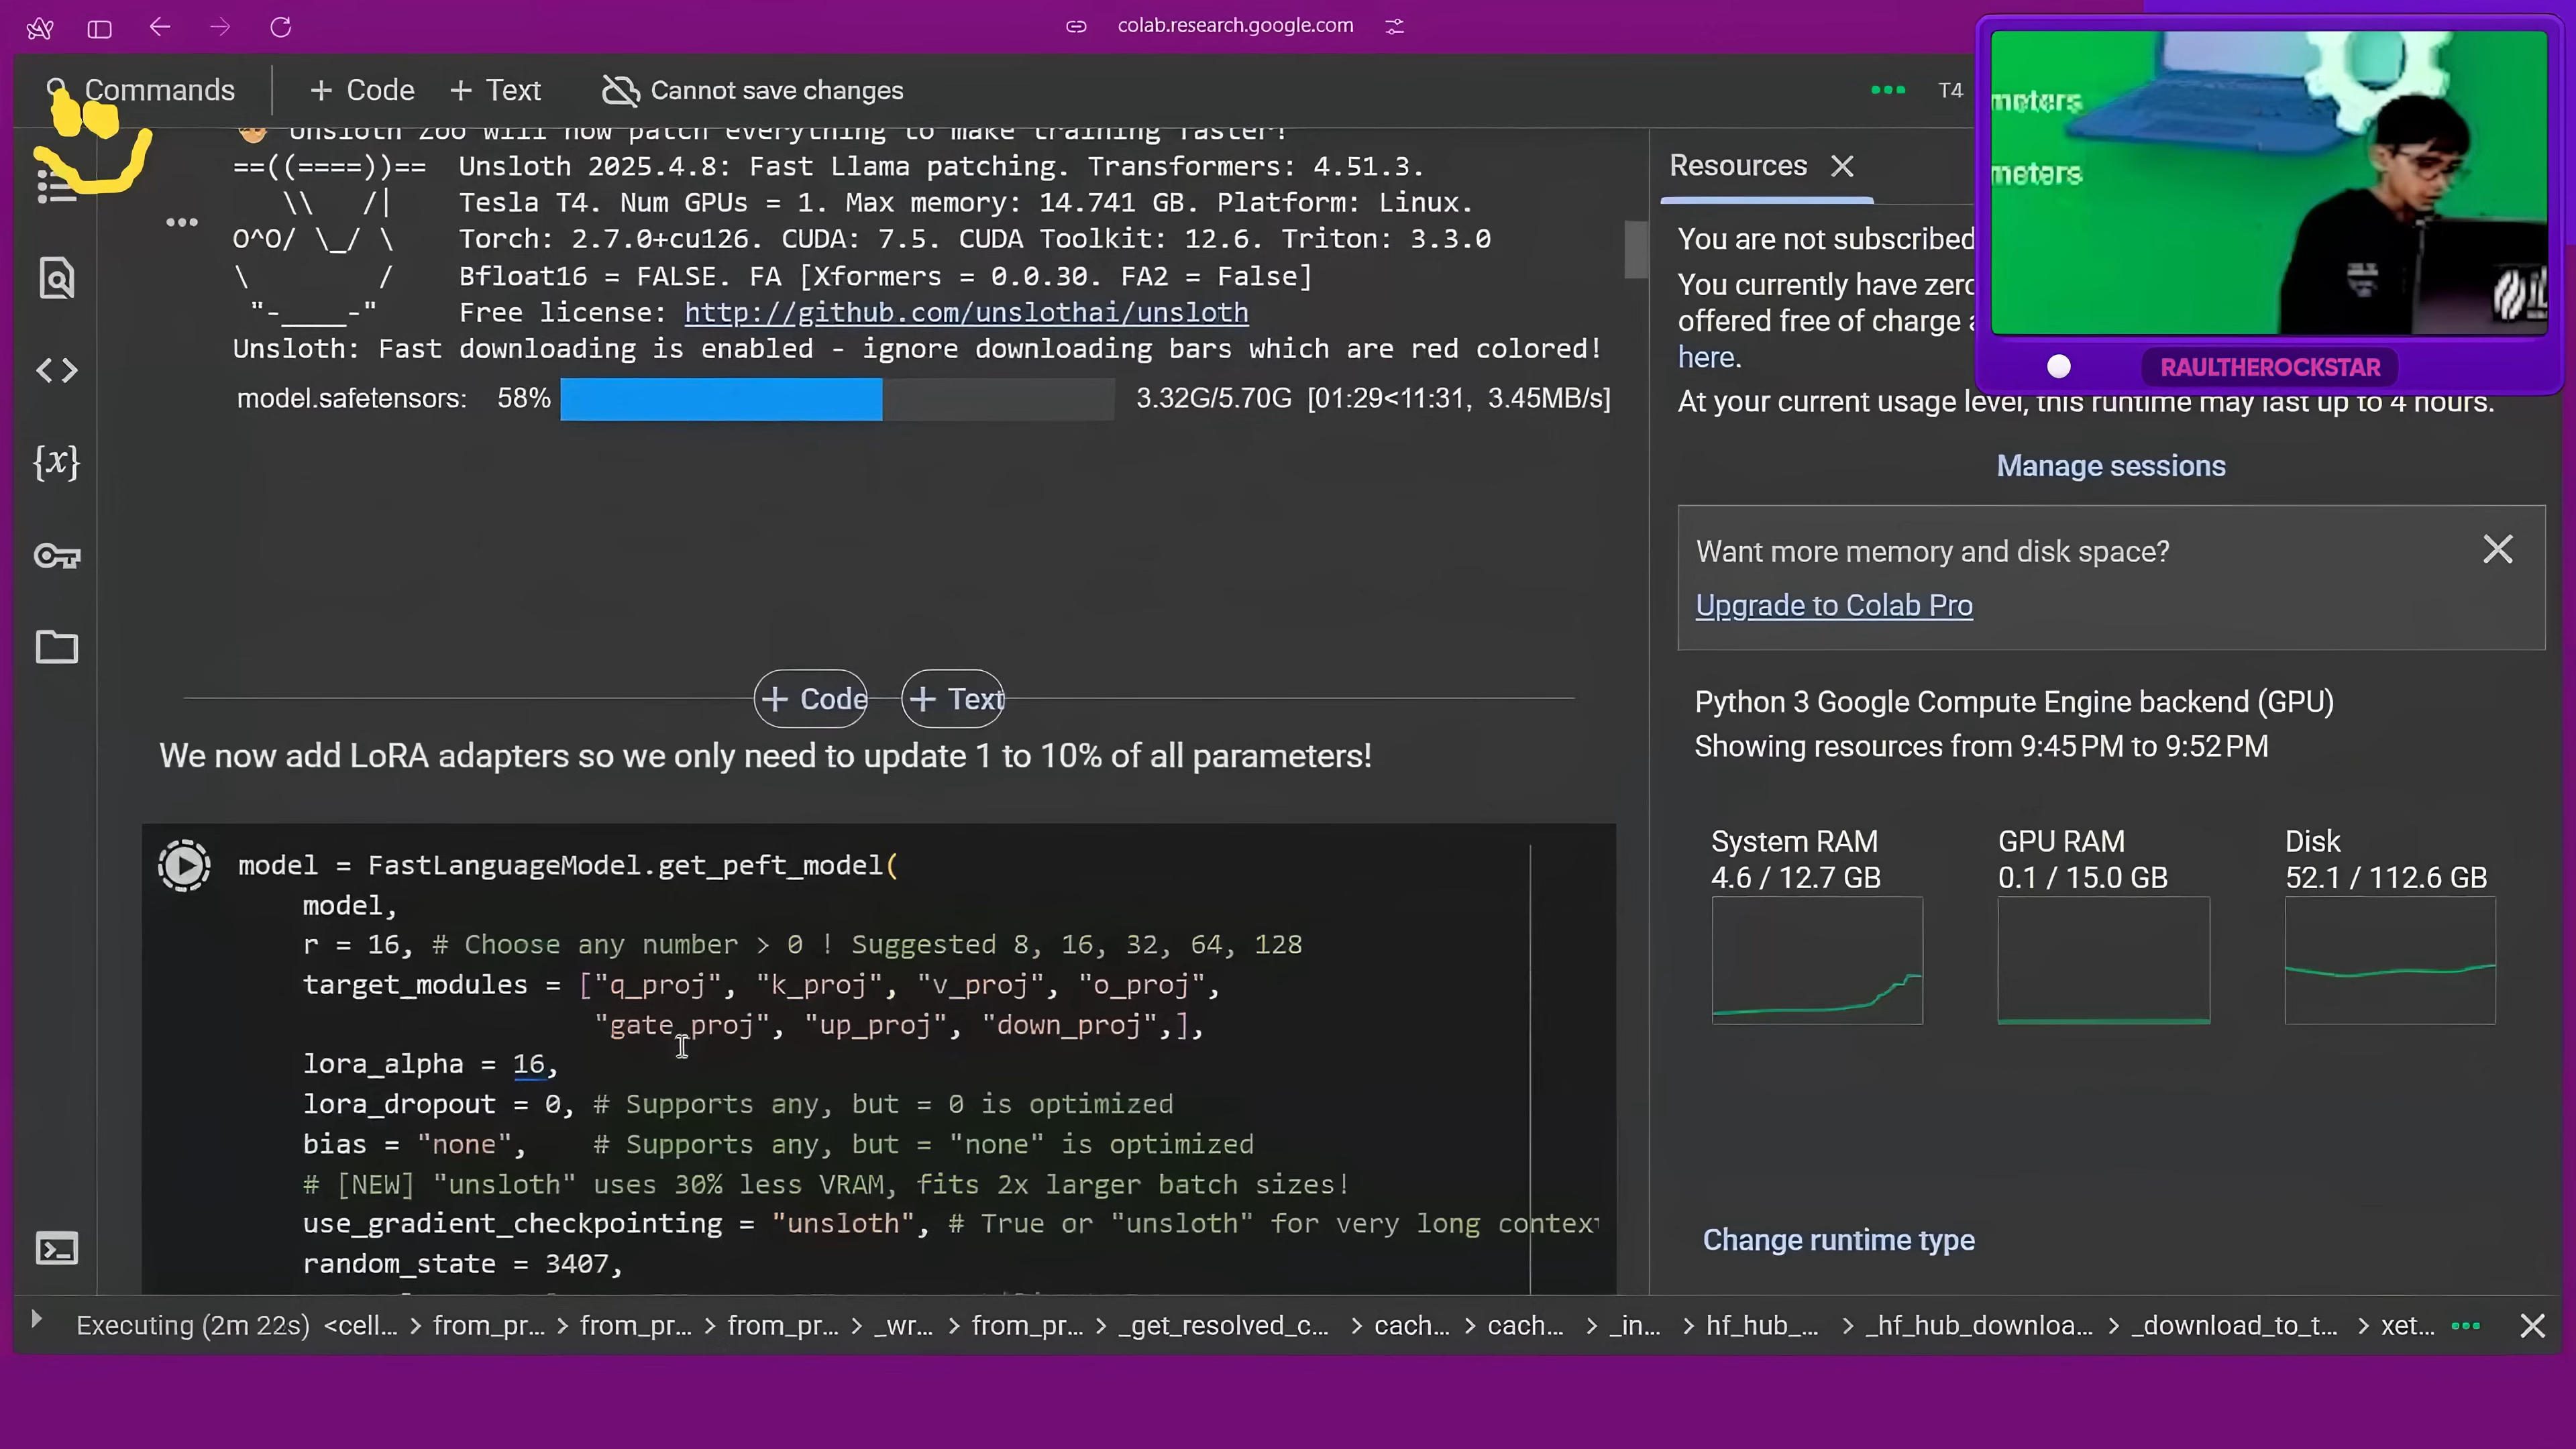 colab.research.google.com
Commands
+ Code + Text
Cannot save changes
T4
Unsloth Zoo will now patch everything to make training faster!
==((====))== Unsloth 2025.4.8: Fast Llama patching. Transformers: 4.51.3.
\\ /| Tesla T4. Num GPUs = 1. Max memory: 14.741 GB. Platform: Linux.
O^O/ \_/ \ Torch: 2.7.0+cu126. CUDA: 7.5. CUDA Toolkit: 12.6. Triton: 3.3.0
\ / Bfloat16 = FALSE. FA [Xformers = 0.0.30. FA2 = False]
"-____-" Free license: http://github.com/unslothai/unsloth
Unsloth: Fast downloading is enabled - ignore downloading bars which are red colored!
model.safetensors: 58% 3.32G/5.70G [01:29<11:31, 3.45MB/s]
+ Code + Text
We now add LoRA adapters so we only need to update 1 to 10% of all parameters!
model = FastLanguageModel.get_peft_model(
model,
r = 16, # Choose any number > 0 ! Suggested 8, 16, 32, 64, 128
target_modules = ["q_proj", "k_proj", "v_proj", "o_proj",
"gate_proj", "up_proj", "down_proj",],
lora_alpha = 16,
lora_dropout = 0, # Supports any, but = 0 is optimized
bias = "none", # Supports any, but = "none" is optimized
# [NEW] "unsloth" uses 30% less VRAM, fits 2x larger batch sizes!
use_gradient_checkpointing = "unsloth", # True or "unsloth" for very long context
random_state = 3407,
Resources
You are not subscribed
You currently have zero
offered free of charge
here.
At your current usage level, this runtime may last up to 4 hours.
Manage sessions
Want more memory and disk space?
Upgrade to Colab Pro
Python 3 Google Compute Engine backend (GPU)
Showing resources from 9:45 PM to 9:52 PM
System RAM
4.6 / 12.7 GB
GPU RAM
0.1 / 15.0 GB
Disk
52.1 / 112.6 GB
Change runtime type
meters
meters
RAULTHEROCKSTAR
Executing (2m 22s) <cell... > from_pr... > from_pr... > from_pr... > _wr... > from_pr... > _get_resolved_c... > cach... > cach... > _in... > hf_hub_... > _hf_hub_downloa... > _download_to_t... > xet...